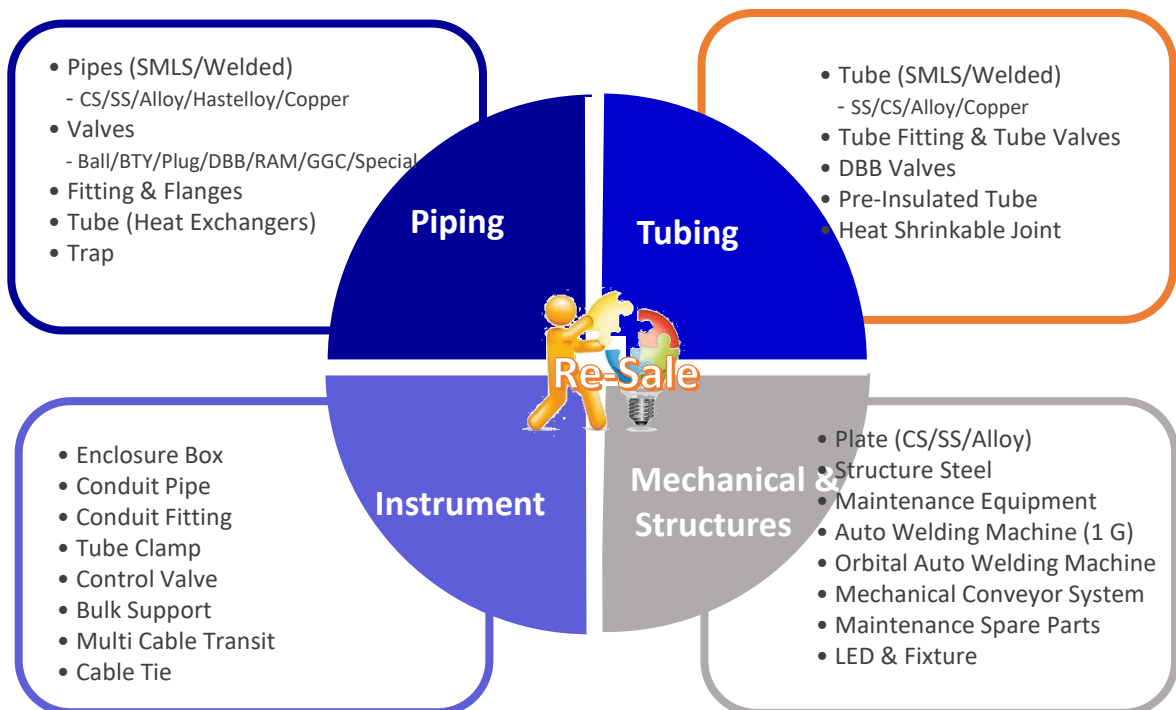 • Pipes (SMLS/Welded)
- CS/SS/Alloy/Hastelloy/Copper
• Valves
- Ball/BTY/Plug/DBB/RAM/GGC/Special
• Fitting & Flanges
• Tube (Heat Exchangers)
• Trap
Piping
• Tube (SMLS/Welded)
- SS/CS/Alloy/Copper
• Tube Fitting & Tube Valves
• DBB Valves
• Pre-Insulated Tube
• Heat Shrinkable Joint
Tubing
Re-Sale
• Enclosure Box
• Conduit Pipe
• Conduit Fitting
• Tube Clamp
• Control Valve
• Bulk Support
• Multi Cable Transit
• Cable Tie
Instrument
Mechanical &
Structures
• Plate (CS/SS/Alloy)
• Structure Steel
• Maintenance Equipment
• Auto Welding Machine (1 G)
• Orbital Auto Welding Machine
• Mechanical Conveyor System
• Maintenance Spare Parts
• LED & Fixture